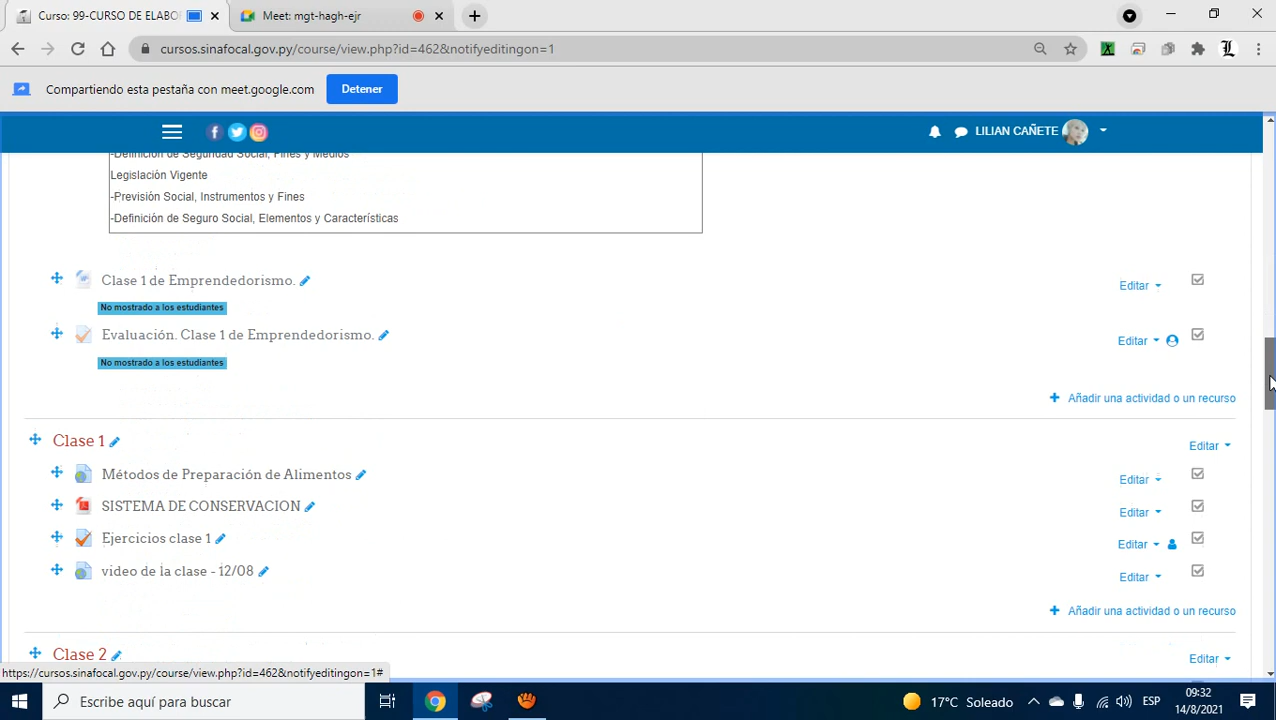 Curso: 99-CURSO DE ELABO
Meet: mgt-hagh-ejr
cursos.sinafocal.gov.py/course/view.php?id=462&notifyeditingon=1
Compartiendo esta pestaña con meet.google.com
Detener
LILIAN CAÑETE
-Definición de Seguridad Social, Fines y Medios
Legislación Vigente
-Previsión Social, Instrumentos y Fines
-Definición de Seguro Social, Elementos y Características
Clase 1 de Emprendedorismo.
Editar
No mostrado a los estudiantes
Evaluación. Clase 1 de Emprendedorismo.
Editar
No mostrado a los estudiantes
Añadir una actividad o un recurso
Clase 1
Editar
Métodos de Preparación de Alimentos
Editar
SISTEMA DE CONSERVACION
Editar
Ejercicios clase 1
Editar
video de la clase - 12/08
Editar
Añadir una actividad o un recurso
Clase 2
Editar
https://cursos.sinafocal.gov.py/course/view.php?id=462&notifyeditingon=1#
Escribe aquí para buscar
17°C Soleado
ESP
09:32
14/8/2021